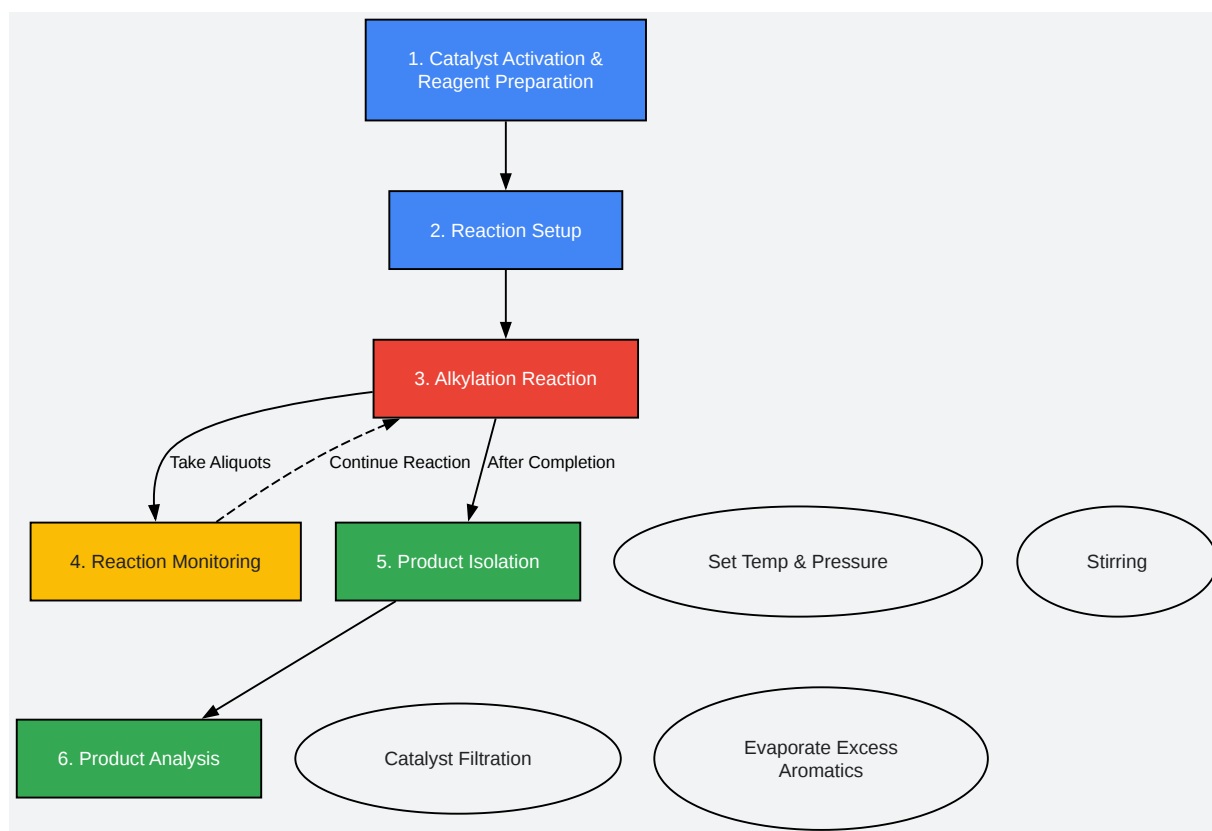 1. Catalyst Activation &
Reagent Preparation
2. Reaction Setup
3. Alkylation Reaction
Take Aliquots
Continue Reaction
After Completion
4. Reaction Monitoring
5. Product Isolation
Set Temp & Pressure
Stirring
6. Product Analysis
Catalyst Filtration
Evaporate Excess
Aromatics